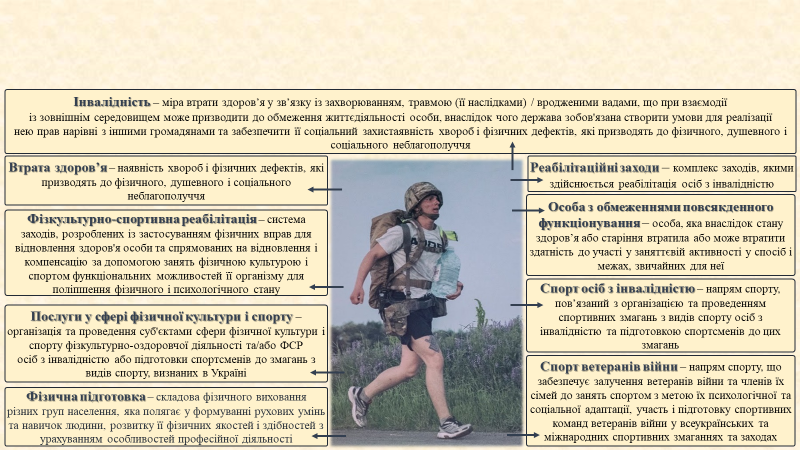 Інвалідність – міра втрати здоров’я у зв’язку із захворюванням, травмою (її наслідками) / вродженими вадами, що при взаємодії
із зовнішнім середовищем може призводити до обмеження життєдіяльності особи, внаслідок чого держава зобов'язана створити умови для реалізації
нею прав нарівні з іншими громадянами та забезпечити її соціальний захистаявність хвороб і фізичних дефектів, які призводять до фізичного, душевного і
соціального неблагополуччя
Втрата здоров’я – наявність хвороб і фізичних дефектів, які
призводять до фізичного, душевного і соціального
неблагополуччя
Фізкультурно-спортивна реабілітація – система
заходів, розроблених із застосуванням фізичних вправ для
відновлення здоров'я особи та спрямованих на відновлення і
компенсацію за допомогою занять фізичною культурою і
спортом функціональних можливостей її організму для
поліпшення фізичного і психологічного стану
Послуги у сфері фізичної культури і спорту –
організація та проведення суб'єктами сфери фізичної культури і
спорту фізкультурно-оздоровчої діяльності та/або ФСР
осіб з інвалідністю або підготовки спортсменів до змагань з
видів спорту, визнаних в Україні
Фізична підготовка – складова фізичного виховання
різних груп населення, яка полягає у формуванні рухових умінь
та навичок людини, розвитку її фізичних якостей і здібностей з
урахуванням особливостей професійної діяльності
Реабілітаційні заходи – комплекс заходів, якими
здійснюється реабілітація осіб з інвалідністю
Особа з обмеженнями повсякденного
функціонування – особа, яка внаслідок стану
здоров’я або старіння втратила або може втратити
здатність до участі у заняттєвій активності у спосіб і
межах, звичайних для неї
Спорт осіб з інвалідністю – напрям спорту,
пов’язаний з організацією та проведенням
спортивних змагань з видів спорту осіб з
інвалідністю та підготовкою спортсменів до цих
змагань
Спорт ветеранів війни – напрям спорту, що
забезпечує залучення ветеранів війни та членів їх
сімей до занять спортом з метою їх психологічної та
соціальної адаптації, участь і підготовку спортивних
команд ветеранів війни у всеукраїнських та
міжнародних спортивних змаганнях та заходах